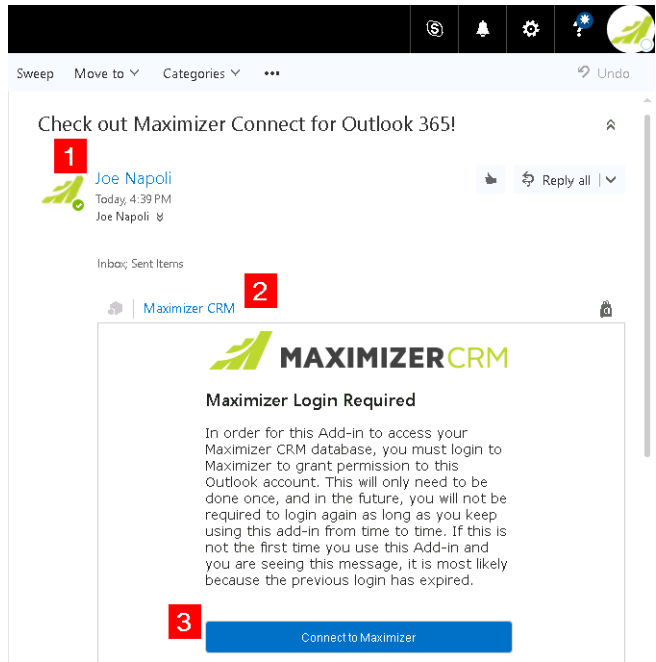 Sweep Move to Categories ••• Undo
Check out Maximizer Connect for Outlook 365!
1
Joe Napoli
Reply all
Today, 4:39 PM
Joe Napoli
Inbox; Sent Items
2
Maximizer CRM
MAXIMIZERCRM
Maximizer Login Required
In order for this Add-in to access your
Maximizer CRM database, you must login to
Maximizer to grant permission to this
Outlook account. This will only need to be
done once, and in the future, you will not be
required to login again as long as you keep
using this add-in from time to time. If this is
not the first time you use this Add-in and
you are seeing this message, it is most likely
because the previous login has expired.
3
Connect to Maximizer